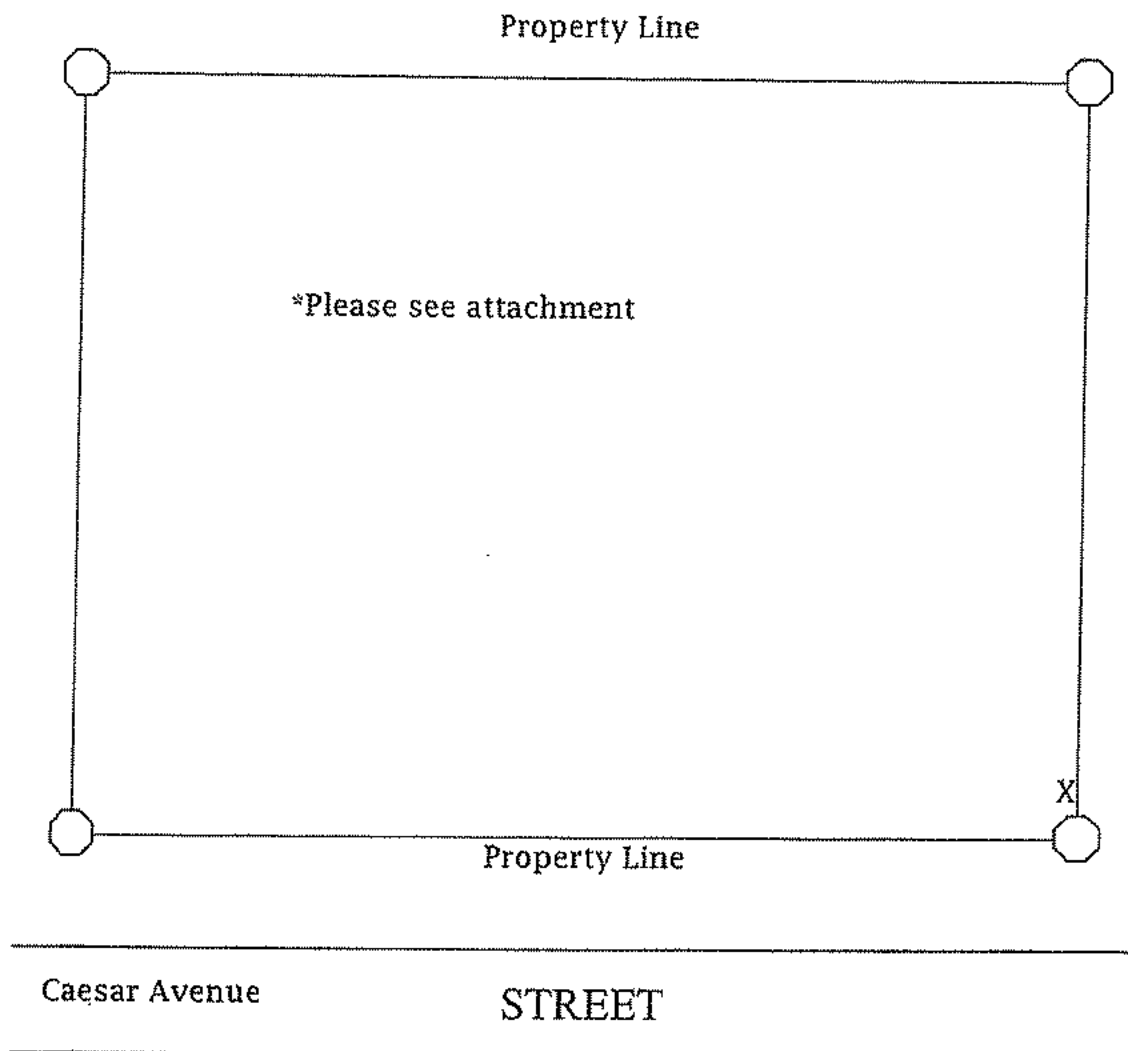 Property Line
*Please see attachment
X
Property Line
Caesar Avenue
STREET